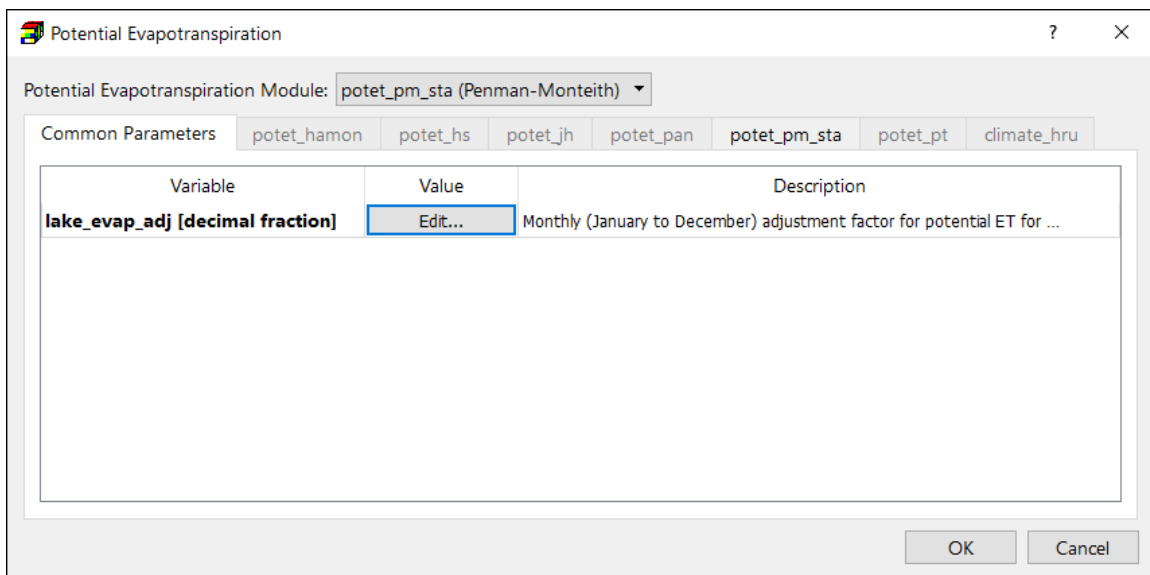 Potential Evapotranspiration ? ×
Potential Evapotranspiration Module: potet_pm_sta (Penman-Monteith)
Common Parameters potet_hamon potet_hs potet_jh potet_pan potet_pm_sta potet_pt climate_hru
Variable Value Description
lake_evap_adj [decimal fraction] Edit... Monthly (January to December) adjustment factor for potential ET for ...
OK Cancel